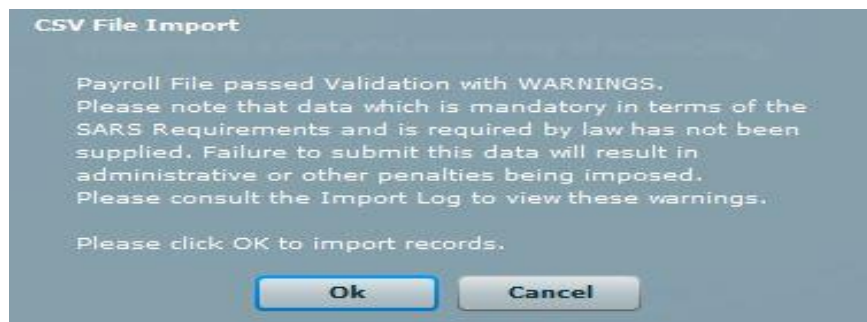 CSV File Import
Payroll File passed Validation with WARNINGS.
Please note that data which is mandatory in terms of the
SARS Requirements and is required by law has not been
supplied. Failure to submit this data will result in
administrative or other penalties being imposed.
Please consult the Import Log to view these warnings.
Please click OK to import records.
Ok Cancel